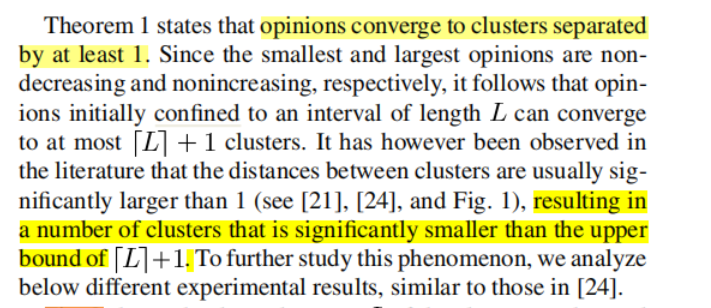 Theorem 1 states that opinions converge to clusters separated
by at least 1. Since the smallest and largest opinions are non-
decreasing and nonincreasing, respectively, it follows that opin-
ions initially confined to an interval of length L can converge
to at most ⌈L⌉ + 1 clusters. It has however been observed in
the literature that the distances between clusters are usually sig-
nificantly larger than 1 (see [21], [24], and Fig. 1), resulting in
a number of clusters that is significantly smaller than the upper
bound of ⌈L⌉+1. To further study this phenomenon, we analyze
below different experimental results, similar to those in [24].